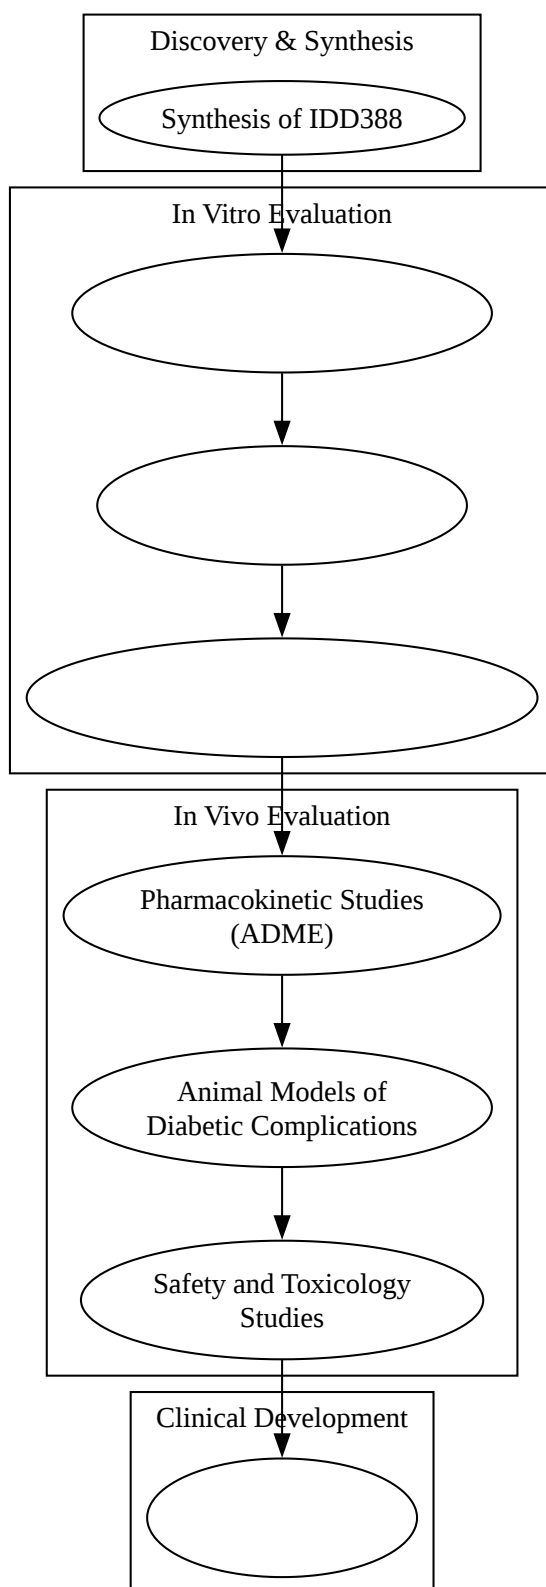 Discovery & Synthesis
Synthesis of IDD388
In Vitro Evaluation
In Vivo Evaluation
Pharmacokinetic Studies
(ADME)
Animal Models of
Diabetic Complications
Safety and Toxicology
Studies
Clinical Development